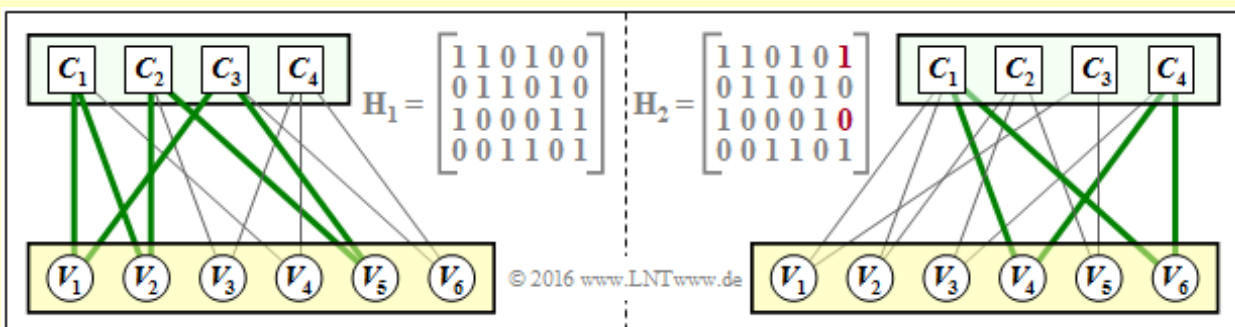 C1 C2 C3 C4
H1 = [1 1 0 1 0 0
0 1 1 0 1 0
1 0 0 0 1 1
0 0 1 1 0 1]
V1 V2 V3 V4 V5 V6
H2 = [1 1 0 1 0 1
0 1 1 0 1 0
1 0 0 0 1 0
0 0 1 1 0 1]
C1 C2 C3 C4
V1 V2 V3 V4 V5 V6
© 2016 www.LNTwww.de